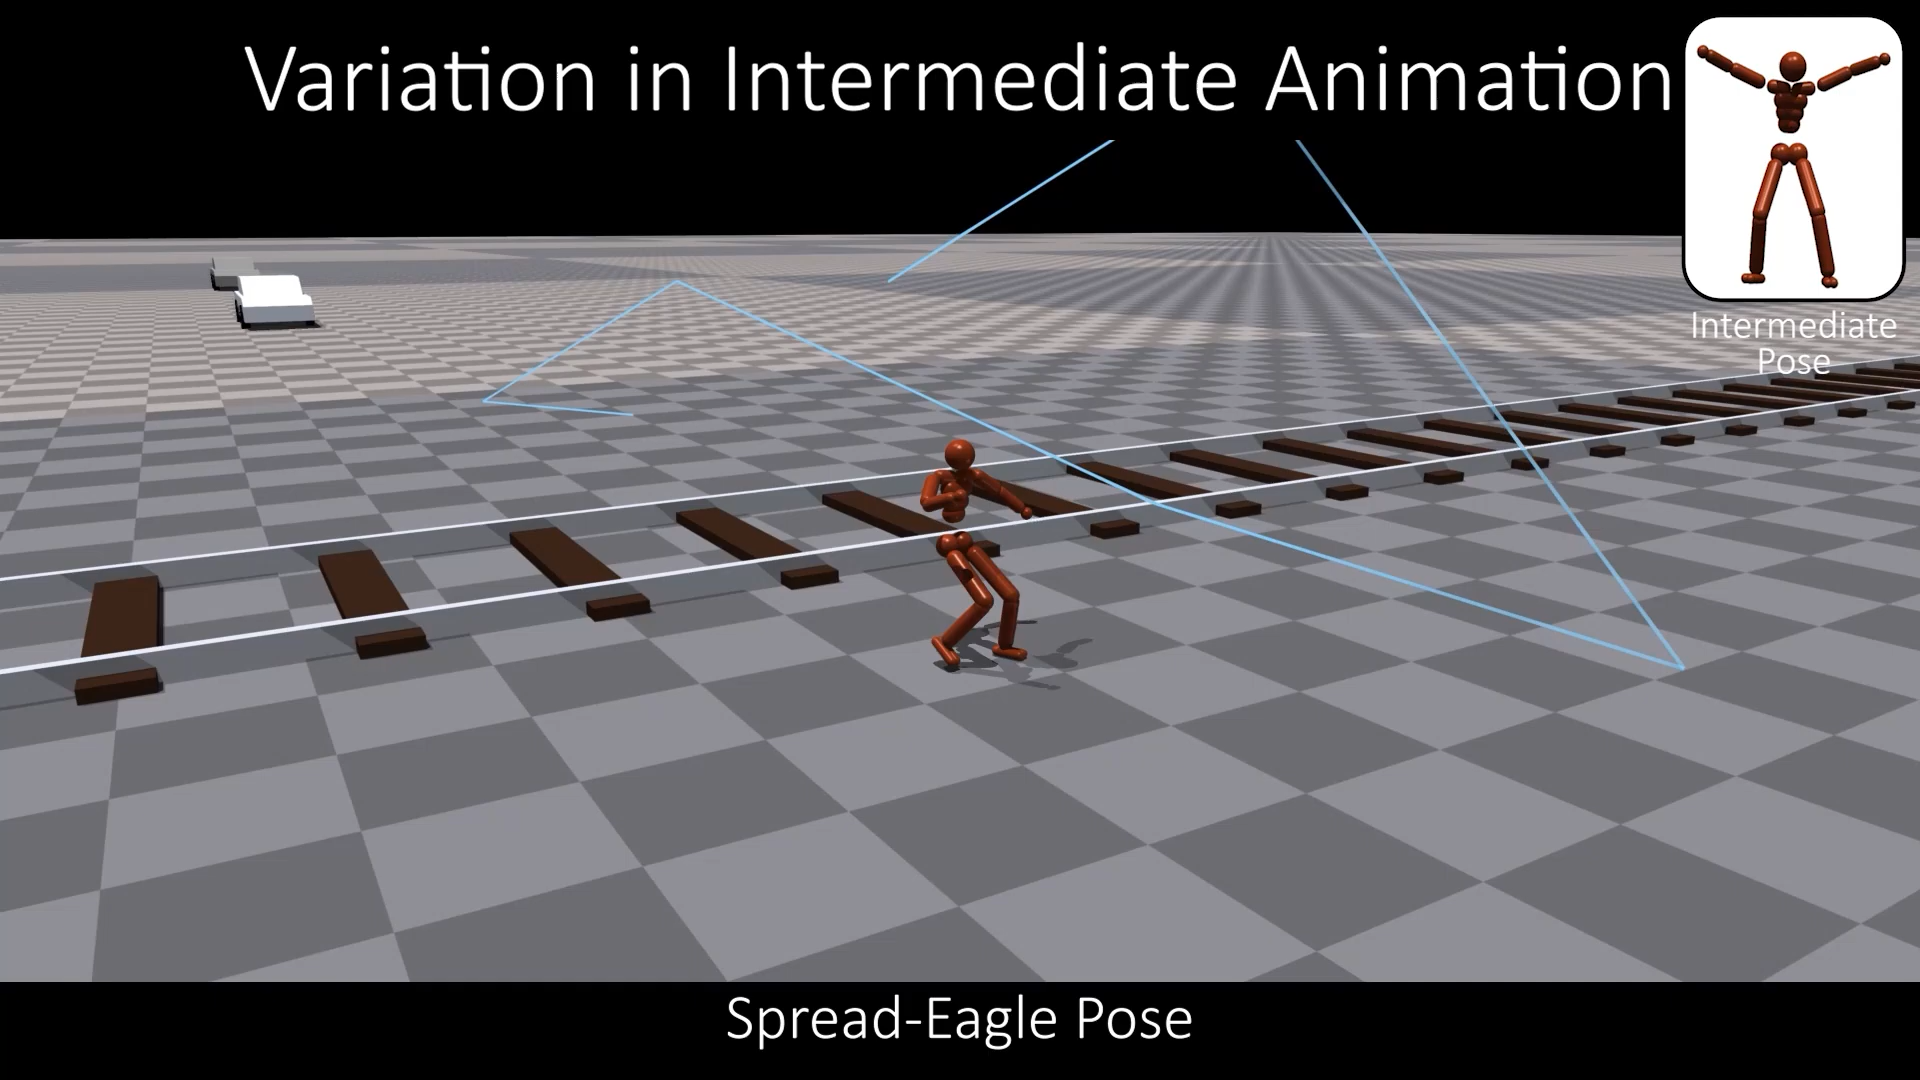 Variation in Intermediate Animation
Intermediate
Pose
Spread-Eagle Pose